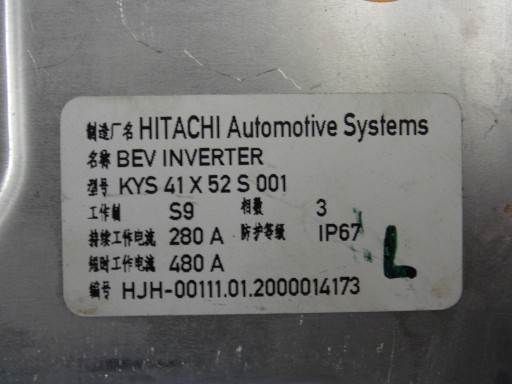 制造厂名 HITACHI Automotive Systems
名称 BEV INVERTER
型号 KYS 41 X 52 S 001
工作制 S9 相数 3
持续工作电流 280 A 防护等级 IP67
短时工作电流 480 A
编号 HJH-00111.01.2000014173
L